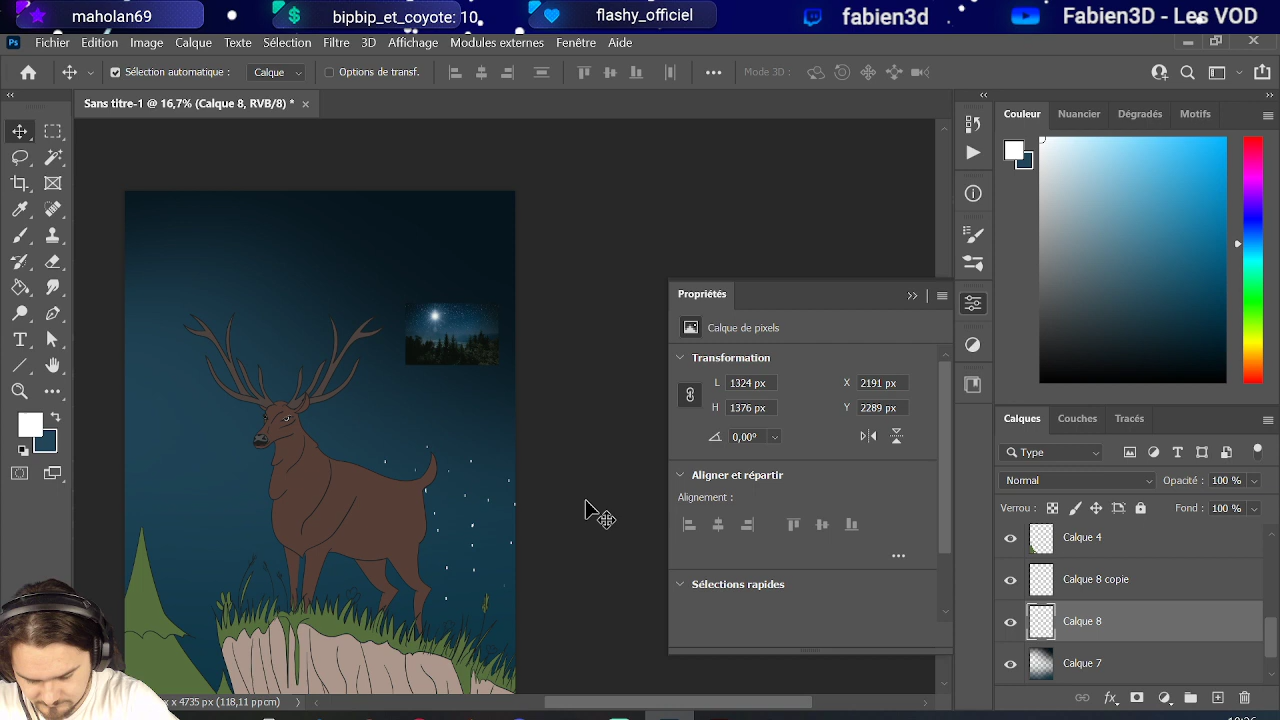 maholan69
bipbip_et_coyote: 10
flashy_officiel
fabien3d
Fabien3D - Les VOD
Ps Fichier Edition Image Calque Texte Sélection Filtre 3D Affichage Modules externes Fenêtre Aide
Sélection automatique : Calque Options de transf. Mode 3D :
Sans titre-1 @ 16,7% (Calque 8, RVB/8) *
Couleur Nuancier Dégradés Motifs
Propriétés
Calque de pixels
Transformation
L 1324 px X 2191 px
H 1376 px Y 2289 px
0,00°
Aligner et répartir
Alignement :
Sélections rapides
Calques Couches Tracés
Type
Normal Opacité : 100 %
Verrou : Fond : 100 %
Calque 4
Calque 8 copie
Calque 8
Calque 7
x 4735 px (118,11 ppcm)